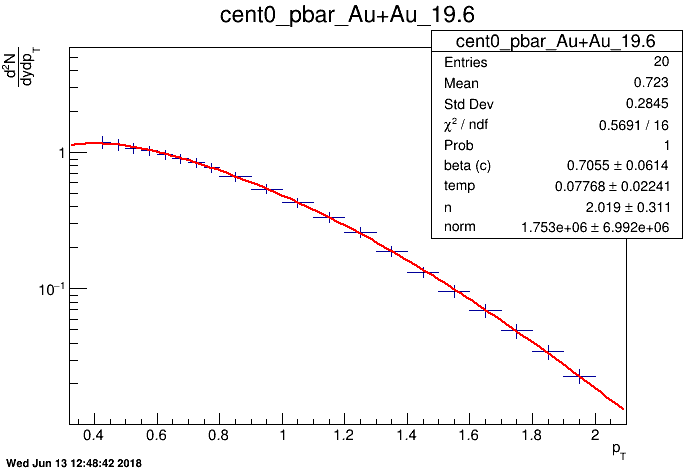 cent0_pbar_Au+Au_19.6
d²N
dydp_T
cent0_pbar_Au+Au_19.6
Entries 20
Mean 0.723
Std Dev 0.2845
χ² / ndf 0.5691 / 16
Prob 1
beta (c) 0.7055 ± 0.0614
temp 0.07768 ± 0.02241
n 2.019 ± 0.311
norm 1.753e+06 ± 6.992e+06
1
10⁻¹
0.4 0.6 0.8 1 1.2 1.4 1.6 1.8 2
p_T
Wed Jun 13 12:48:42 2018